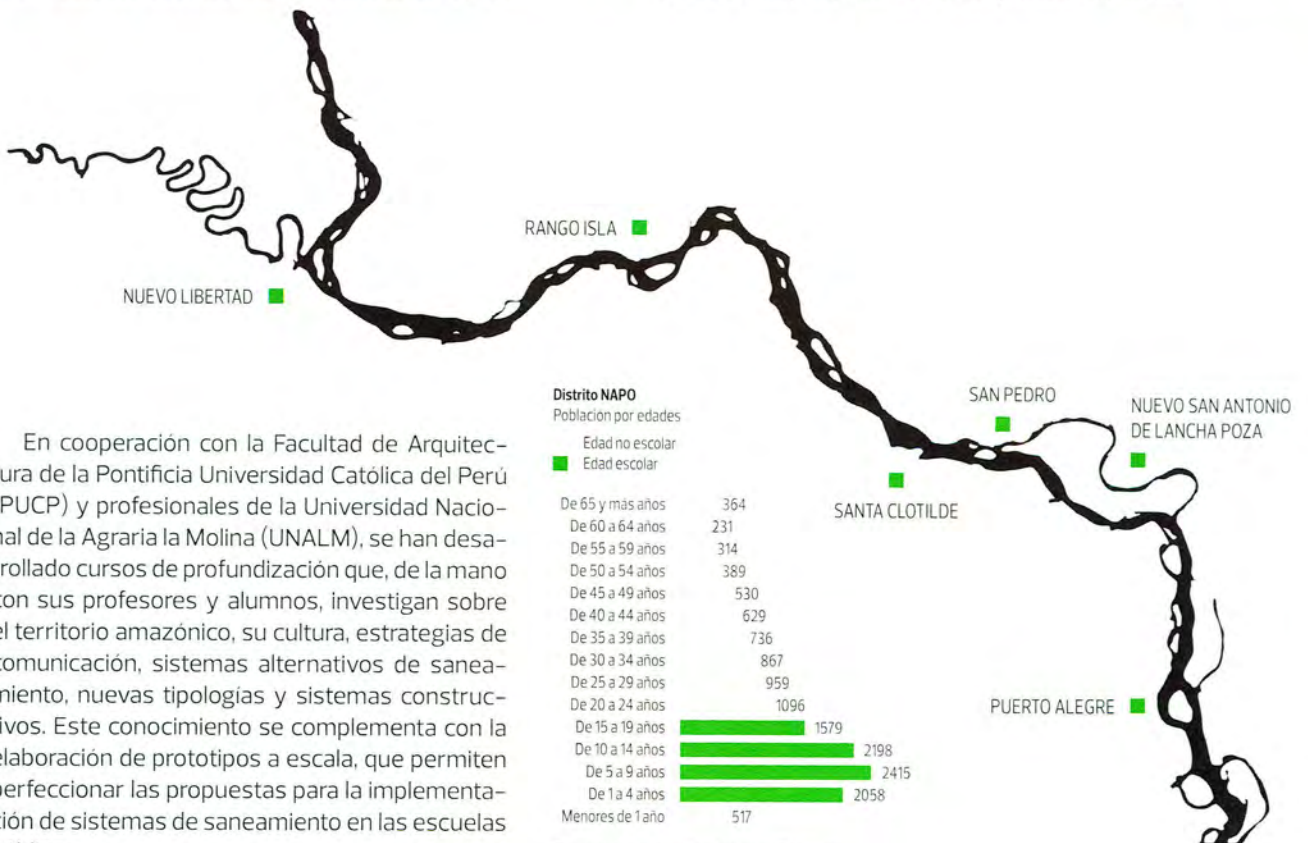 RANGO ISLA
NUEVO LIBERTAD
SAN PEDRO
NUEVO SAN ANTONIO
DE LANCHA POZA
SANTA CLOTILDE
PUERTO ALEGRE
En cooperación con la Facultad de Arquitec-
ura de la Pontificia Universidad Católica del Perú
PUCP) y profesionales de la Universidad Nacio-
nal de la Agraria la Molina (UNALM), se han desa-
rollado cursos de profundización que, de la mano
con sus profesores y alumnos, investigan sobre
el territorio amazónico, su cultura, estrategias de
comunicación, sistemas alternativos de sanea-
miento, nuevas tipologías y sistemas construc-
ivos. Este conocimiento se complementa con la
elaboración de prototipos a escala, que permiten
perfeccionar las propuestas para la implementa-
ción de sistemas de saneamiento en las escuelas
Distrito NAPO
Población por edades
Edad no escolar
Edad escolar
De 65 y más años 364
De 60 a 64 años 231
De 55 a 59 años 314
De 50 a 54 años 389
De 45 a 49 años 530
De 40 a 44 años 629
De 35 a 39 años 736
De 30 a 34 años 867
De 25 a 29 años 959
De 20 a 24 años 1096
De 15 a 19 años 1579
De 10 a 14 años 2198
De 5 a 9 años 2415
De 1 a 4 años 2058
Menores de 1 año 517